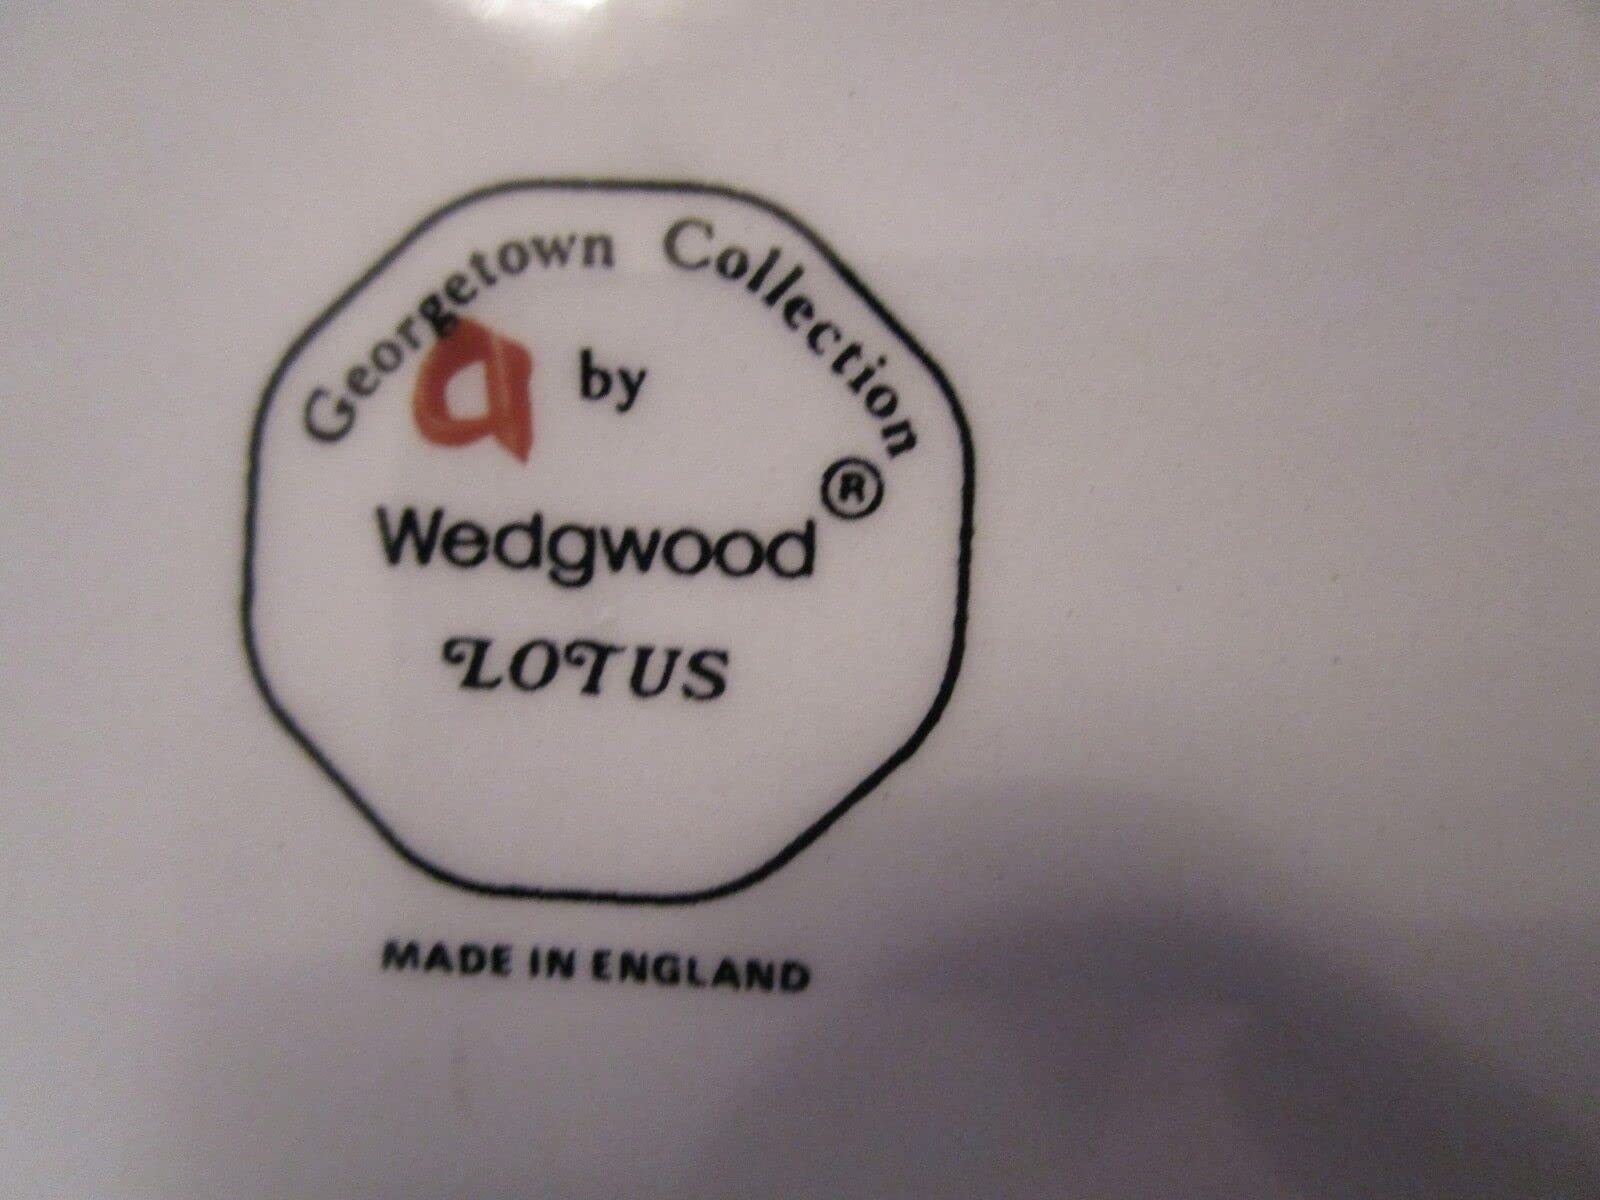 Georgetown Collection
a by
Wedgwood®
LOTUS
MADE IN ENGLAND